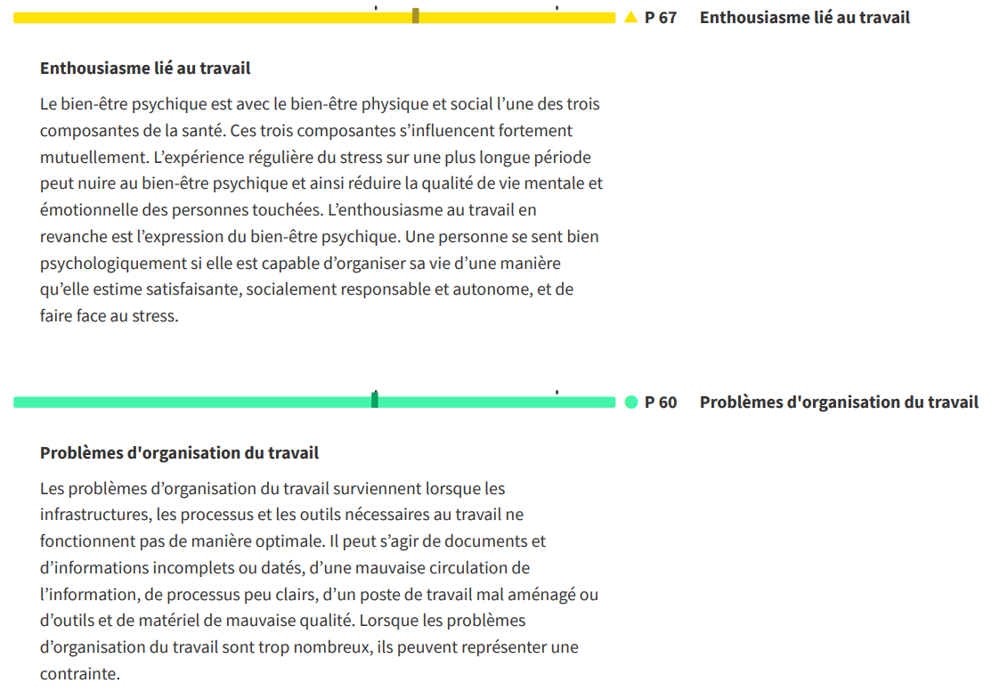 P 67 Enthousiasme lié au travail
Enthousiasme lié au travail
Le bien-être psychique est avec le bien-être physique et social l’une des trois
composantes de la santé. Ces trois composantes s’influencent fortement
mutuellement. L’expérience régulière du stress sur une plus longue période
peut nuire au bien-être psychique et ainsi réduire la qualité de vie mentale et
émotionnelle des personnes touchées. L’enthousiasme au travail en
revanche est l’expression du bien-être psychique. Une personne se sent bien
psychologiquement si elle est capable d’organiser sa vie d’une manière
qu’elle estime satisfaisante, socialement responsable et autonome, et de
faire face au stress.
P 60 Problèmes d'organisation du travail
Problèmes d'organisation du travail
Les problèmes d’organisation du travail surviennent lorsque les
infrastructures, les processus et les outils nécessaires au travail ne
fonctionnent pas de manière optimale. Il peut s’agir de documents et
d’informations incomplets ou datés, d’une mauvaise circulation de
l’information, de processus peu clairs, d’un poste de travail mal aménagé ou
d’outils et de matériel de mauvaise qualité. Lorsque les problèmes
d’organisation du travail sont trop nombreux, ils peuvent représenter une
contrainte.